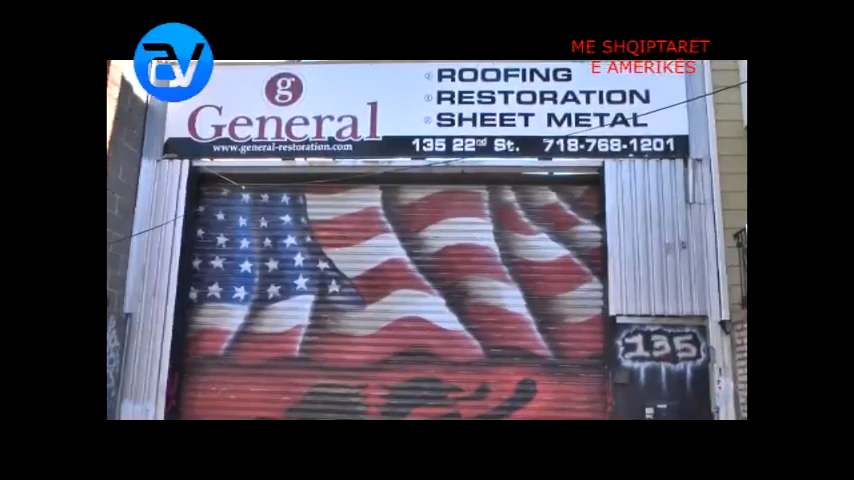 ME SHQIPTARET
E AMERIKES
g
General
www.general-restoration.com
ROOFING
RESTORATION
SHEET METAL
135 22nd St. 718-768-1201
135